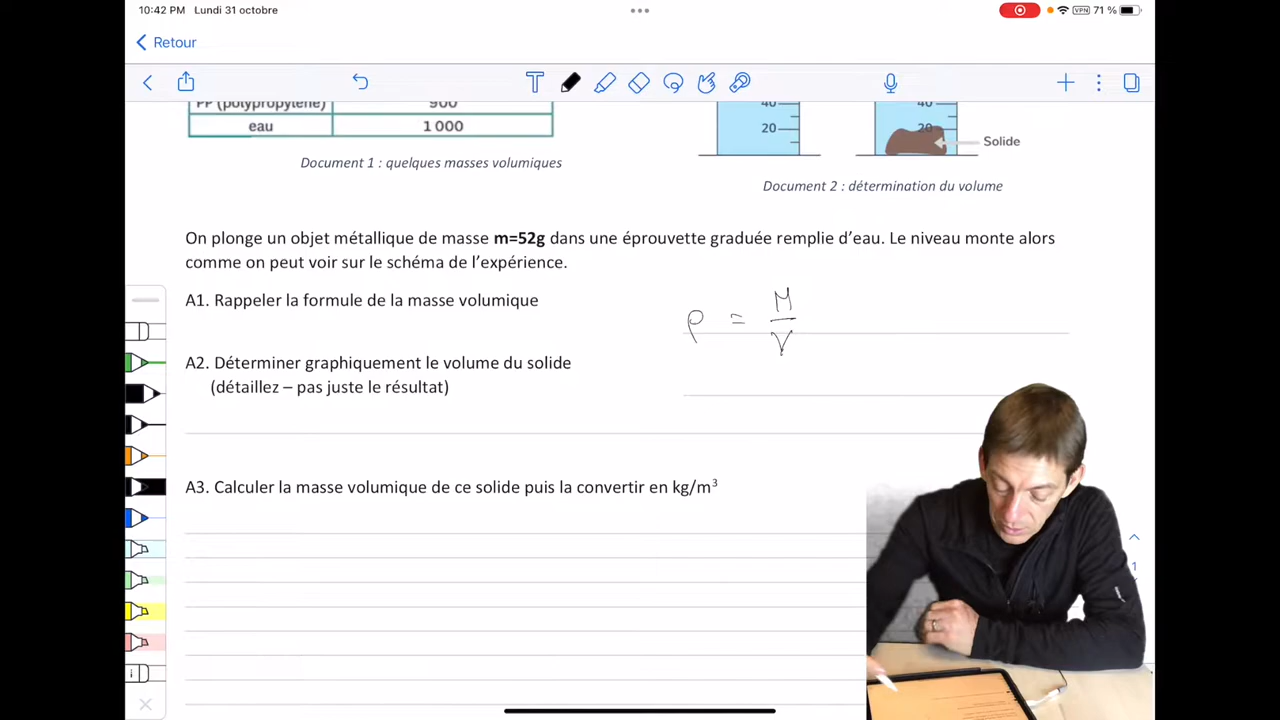 10:42 PM Lundi 31 octobre
VPN 71 %
Retour
PP (polypropylène) 900
eau 1 000
40
20
40
20
Solide
Document 1 : quelques masses volumiques
Document 2 : détermination du volume
On plonge un objet métallique de masse m=52g dans une éprouvette graduée remplie d'eau. Le niveau monte alors
comme on peut voir sur le schéma de l'expérience.
A1. Rappeler la formule de la masse volumique
ρ = M/V
A2. Déterminer graphiquement le volume du solide
(détaillez – pas juste le résultat)
A3. Calculer la masse volumique de ce solide puis la convertir en kg/m³
1